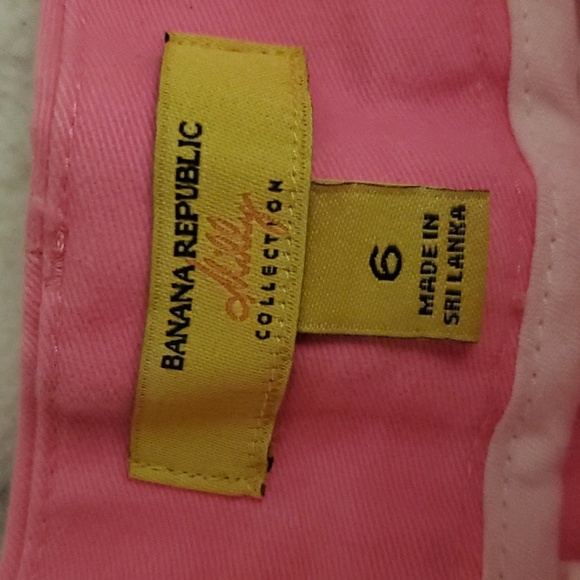 BANANA REPUBLIC
Milly
COLLECTION
6
MADE IN
SRI LANKA